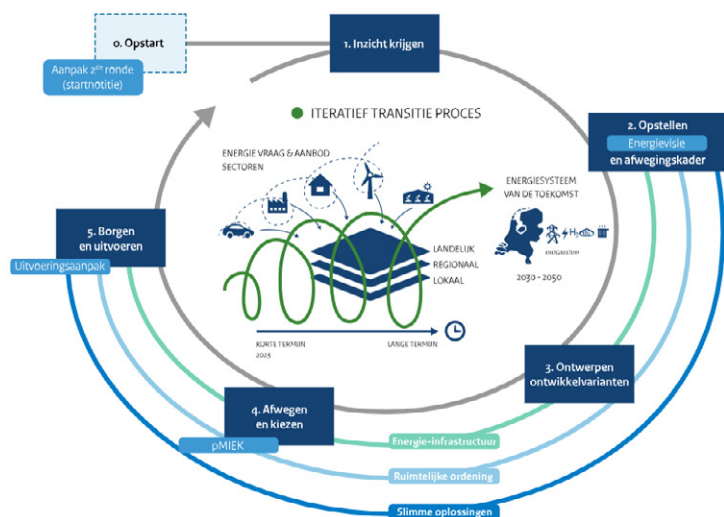 0. Opstart
Aanpak 2de ronde
(startnotitie)
1. Inzicht krijgen
2. Opstellen
Energievisie
en afwegingskader
ITERATIEF TRANSITIE PROCES
ENERGIE VRAAG & AANBOD
SECTOREN
ENERGIESYSTEEM
VAN DE TOEKOMST
H₂
2030 - 2050
LANDELIJK
REGIONAAL
LOKAAL
KORTE TERMIJN
2023
LANGE TERMIJN
5. Borgen
en uitvoeren
Uitvoeringsaanpak
3. Ontwerpen
ontwikkelvarianten
4. Afwegen
en kiezen
pMIEK
Energie-infrastructuur
Ruimtelijke ordening
Slimme oplossingen